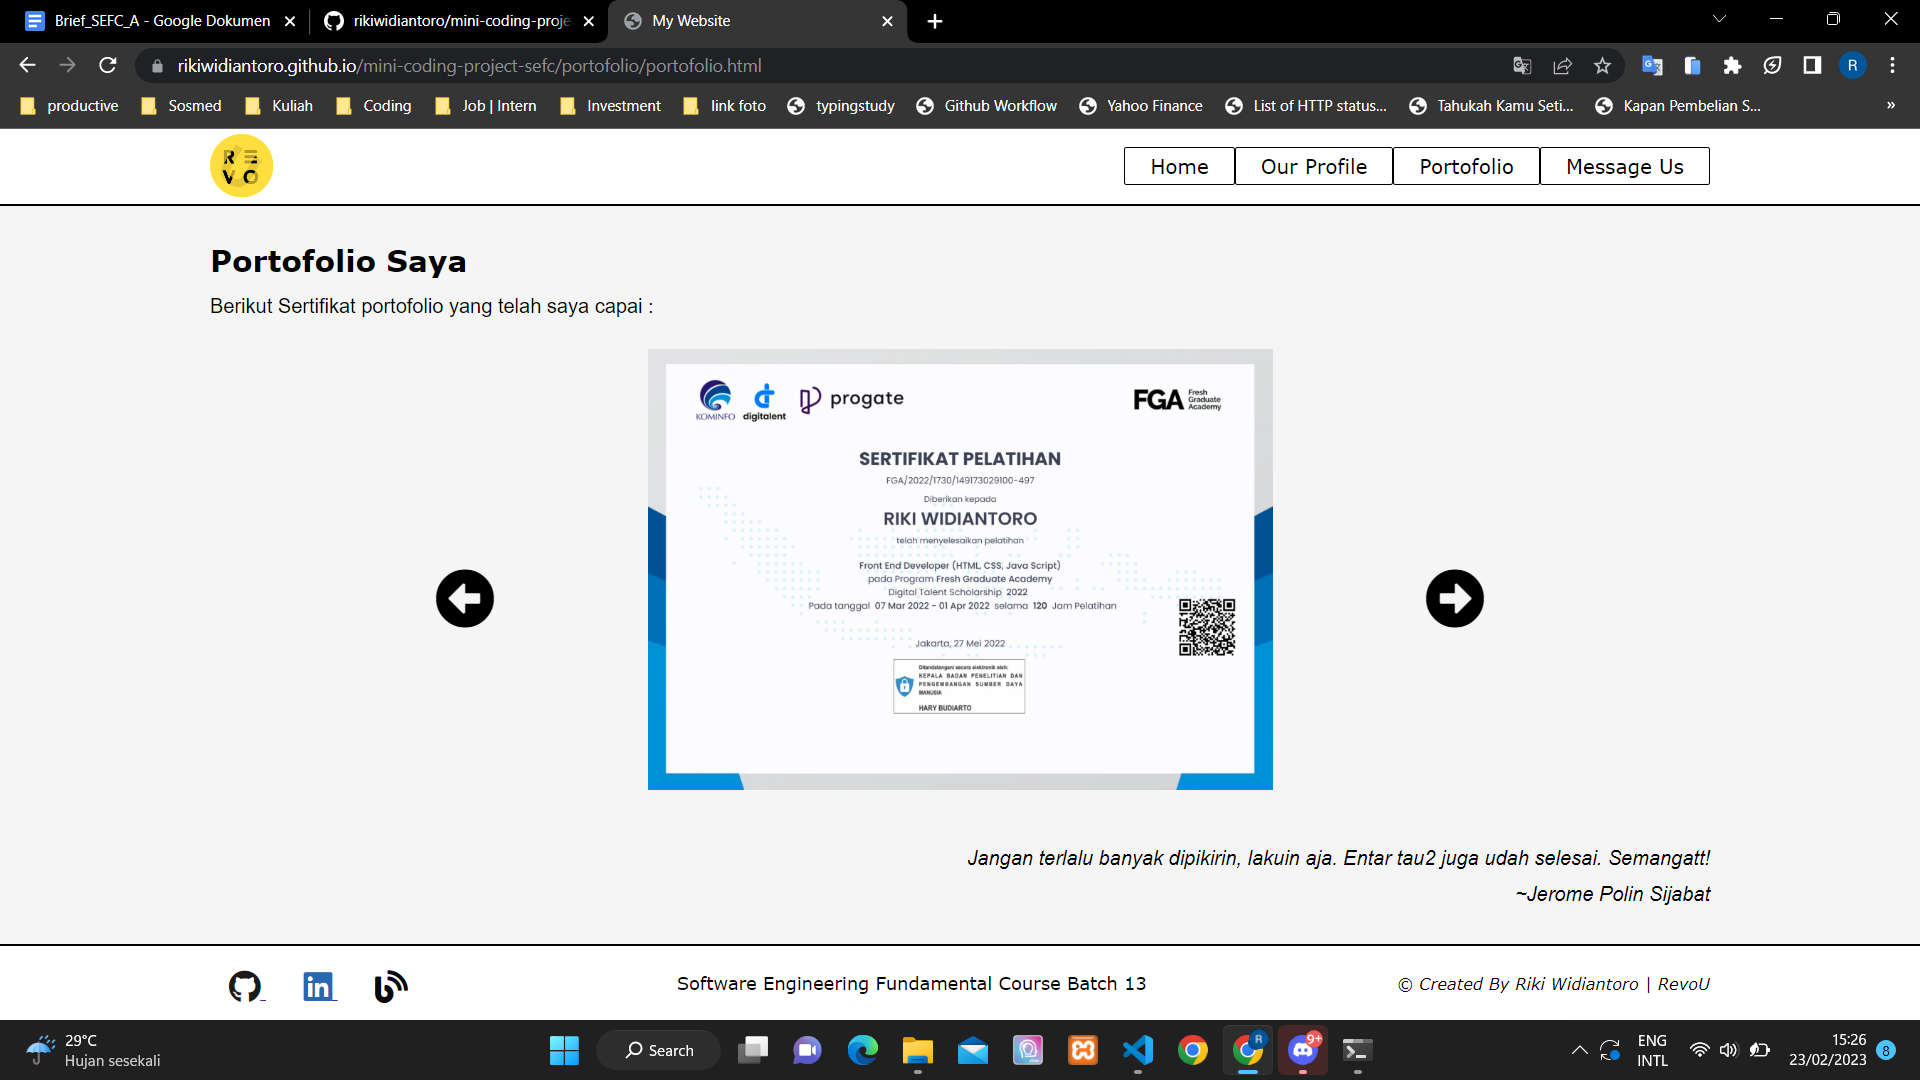 Brief_SEFC_A - Google Dokumen
rikiwidiantoro/mini-coding-proje
My Website
rikiwidiantoro.github.io/mini-coding-project-sefc/portofolio/portofolio.html
R
productive
Sosmed
Kuliah
Coding
Job | Intern
Investment
link foto
typingstudy
Github Workflow
Yahoo Finance
List of HTTP status...
Tahukah Kamu Seti...
Kapan Pembelian S...
»
R E
V O
Home
Our Profile
Portofolio
Message Us
Portofolio Saya
Berikut Sertifikat portofolio yang telah saya capai :
KOMINFO
digitalent
progate
FGA Fresh Graduate Academy
SERTIFIKAT PELATIHAN
FGA/2022/1730/149173029100-497
Diberikan kepada
RIKI WIDIANTORO
telah menyelesaikan pelatihan
Front End Developer (HTML, CSS, Java Script)
pada Program Fresh Graduate Academy
Digital Talent Scholarship 2022
Pada tanggal 07 Mar 2022 - 01 Apr 2022 selama 120 Jam Pelatihan
Jakarta, 27 Mei 2022
Ditandatangani secara elektronik oleh:
KEPALA BADAN PENELITIAN DAN
PENGEMBANGAN SUMBER DAYA
MANUSIA
HARY BUDIARTO
Jangan terlalu banyak dipikirin, lakuin aja. Entar tau2 juga udah selesai. Semangatt!
~Jerome Polin Sijabat
Software Engineering Fundamental Course Batch 13
© Created By Riki Widiantoro | RevoU
29°C
Hujan sesekali
Search
R
9+
ENG
INTL
15:26
23/02/2023
8